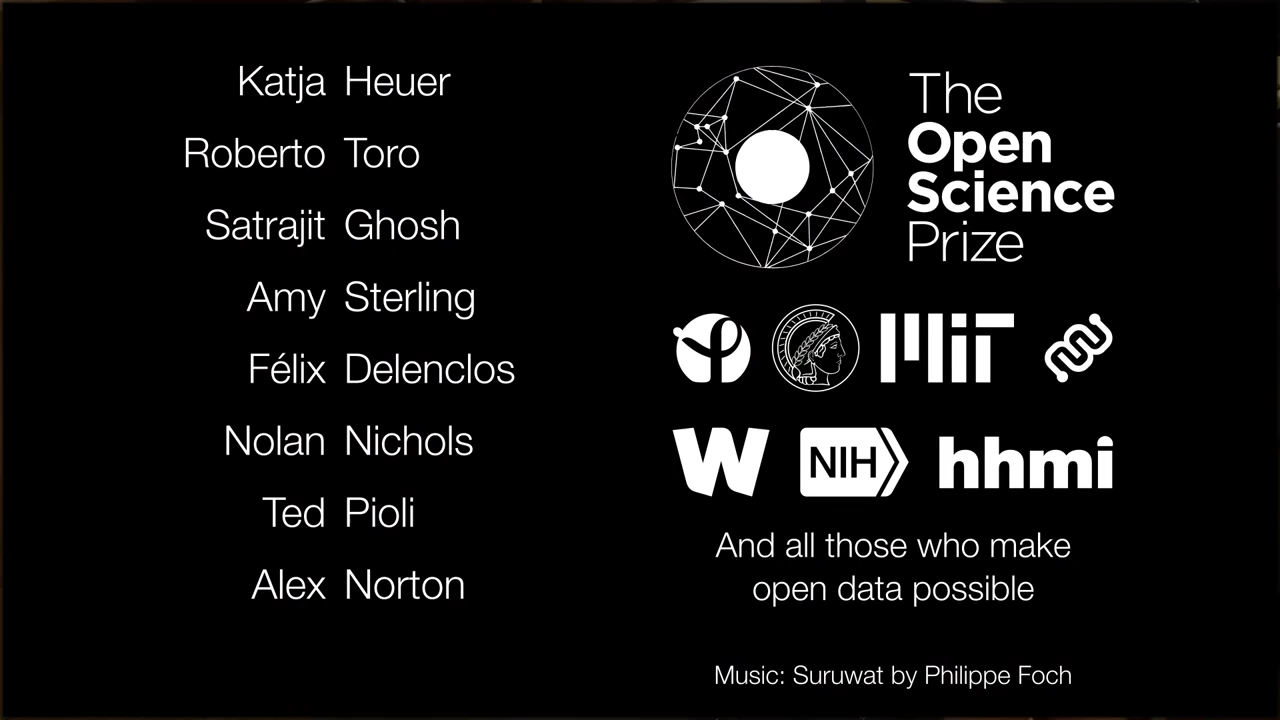 Katja Heuer
Roberto Toro
Satrajit Ghosh
Amy Sterling
Félix Delenclos
Nolan Nichols
Ted Pioli
Alex Norton
The
Open
Science
Prize
MIT
W
NIH
hhmi
And all those who make
open data possible
Music: Suruwat by Philippe Foch